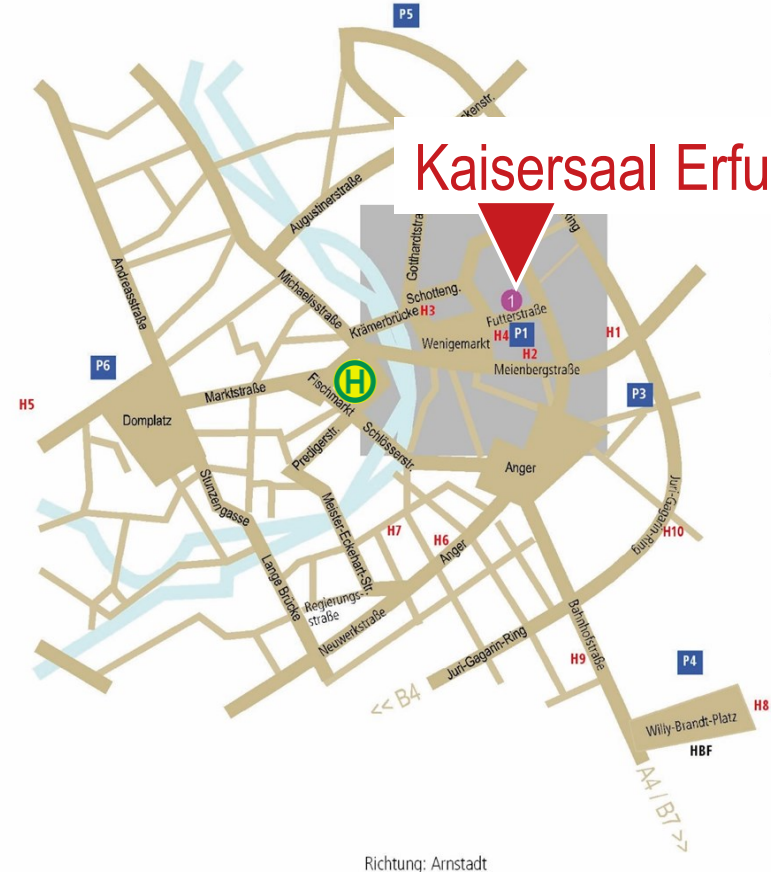 P5
kenstr.
Kaisersaal Erfu
Augustinerstraße
Gotthardtstra
Ring
Andreasstraße
Michaelisstraße
Schotteng.
Krämerbrücke
H3
1
Futterstraße
H4
P1
H1
Wenigemarkt
H2
Meienbergstraße
P6
H5
Marktstraße
H
Fischmarkt
P3
Domplatz
Predigerstr.
Schlösserstr.
Anger
Stunzengasse
Meister-Eckehart-Str.
Juri-Gagarin-Ring
H7
H6
H10
Anger
Lange Brücke
Regierungs-
straße
Neuwerkstraße
Bahnhofstraße
Juri-Gagarin-Ring
H9
P4
<< B4
H8
Willy-Brandt-Platz
HBF
A4 / B7 >>
Richtung: Arnstadt